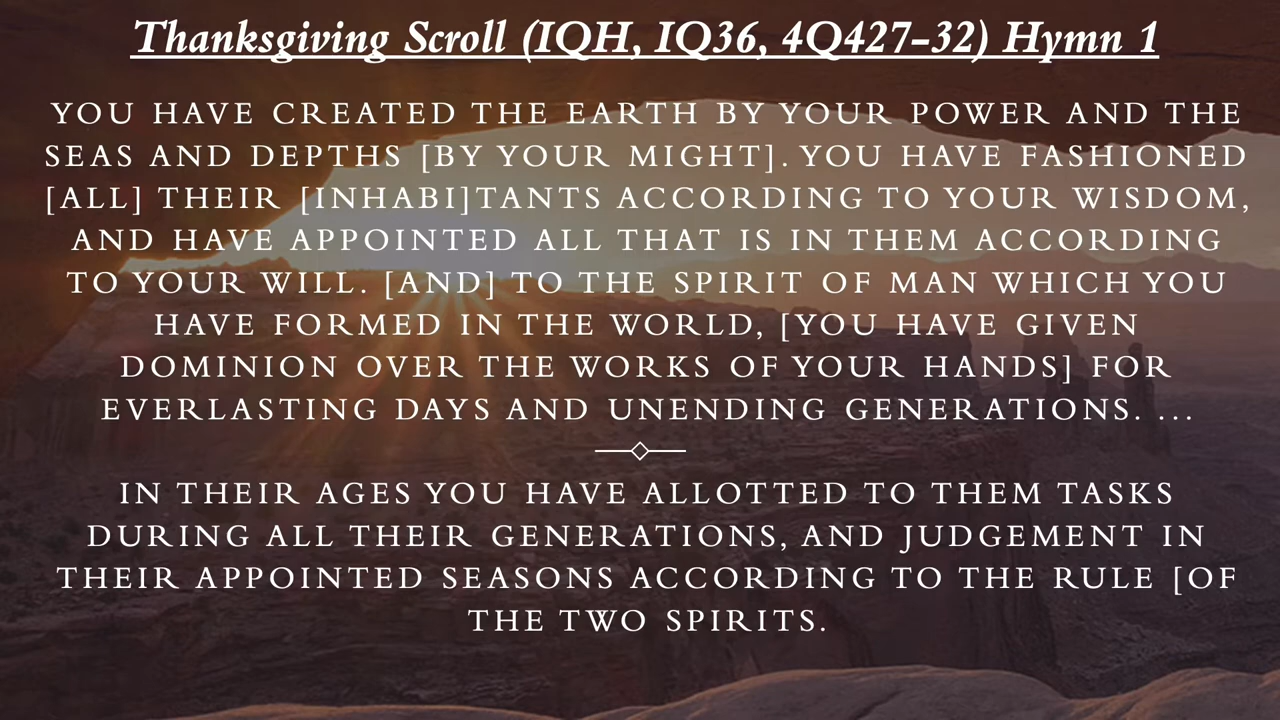 Thanksgiving Scroll (IQH, IQ36, 4Q427-32) Hymn 1
YOU HAVE CREATED THE EARTH BY YOUR POWER AND THE
SEAS AND DEPTHS [BY YOUR MIGHT]. YOU HAVE FASHIONED
[ALL] THEIR [INHABI]TANTS ACCORDING TO YOUR WISDOM,
AND HAVE APPOINTED ALL THAT IS IN THEM ACCORDING
TO YOUR WILL. [AND] TO THE SPIRIT OF MAN WHICH YOU
HAVE FORMED IN THE WORLD, [YOU HAVE GIVEN
DOMINION OVER THE WORKS OF YOUR HANDS] FOR
EVERLASTING DAYS AND UNENDING GENERATIONS. ...
IN THEIR AGES YOU HAVE ALLOTTED TO THEM TASKS
DURING ALL THEIR GENERATIONS, AND JUDGEMENT IN
THEIR APPOINTED SEASONS ACCORDING TO THE RULE [OF
THE TWO SPIRITS.